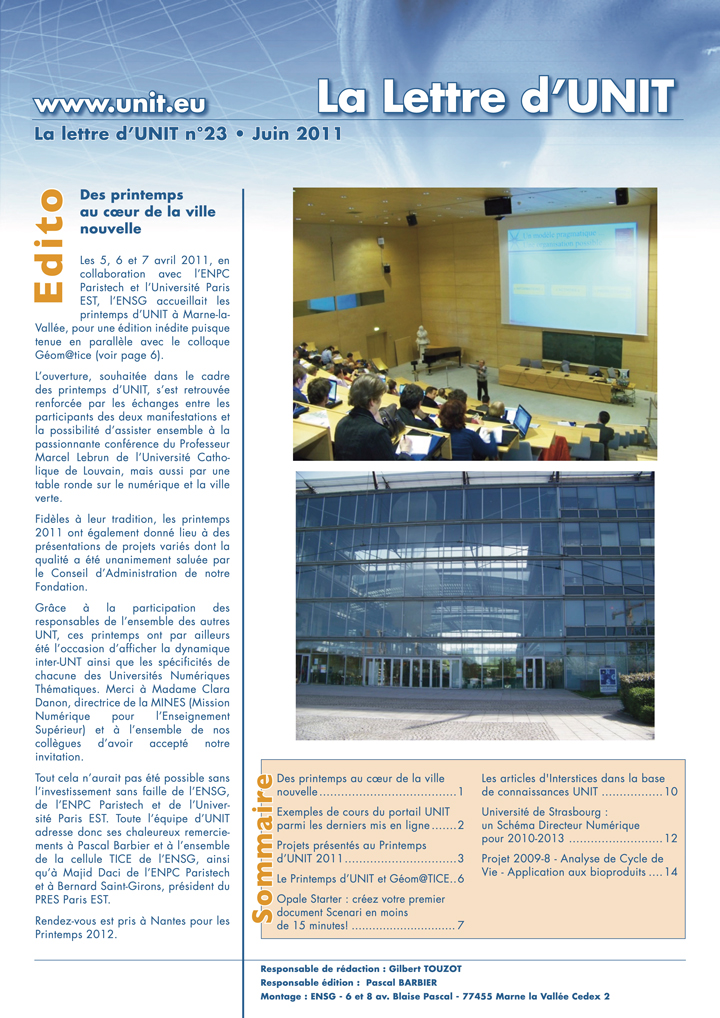 www.unit.eu
La Lettre d'UNIT
La lettre d'UNIT n°23 • Juin 2011
Edito
Des printemps
au cœur de la ville
nouvelle
Les 5, 6 et 7 avril 2011, en
collaboration avec l'ENPC
Paristech et l'Université Paris
EST, l'ENSG accueillait les
printemps d'UNIT à Marne-la-
Vallée, pour une édition inédite puisque
tenue en parallèle avec le colloque
Géom@tice (voir page 6).
L'ouverture, souhaitée dans le cadre
des printemps d'UNIT, s'est retrouvée
renforcée par les échanges entre les
participants des deux manifestations et
la possibilité d'assister ensemble à la
passionnante conférence du Professeur
Marcel Lebrun de l'Université Catho-
lique de Louvain, mais aussi par une
table ronde sur le numérique et la ville
verte.
Fidèles à leur tradition, les printemps
2011 ont également donné lieu à des
présentations de projets variés dont la
qualité a été unanimement saluée par
le Conseil d'Administration de notre
Fondation.
Grâce à la participation des
responsables de l'ensemble des autres
UNT, ces printemps ont par ailleurs
été l'occasion d'afficher la dynamique
inter-UNT ainsi que les spécificités de
chacune des Universités Numériques
Thématiques. Merci à Madame Clara
Danon, directrice de la MINES (Mission
Numérique pour l'Enseignement
Supérieur) et à l'ensemble de nos
collègues d'avoir accepté notre
invitation.
Tout cela n'aurait pas été possible sans
l'investissement sans faille de l'ENSG,
de l'ENPC Paristech et de l'Univer-
sité Paris EST. Toute l'équipe d'UNIT
adresse donc ses chaleureux remercie-
ments à Pascal Barbier et à l'ensemble
de la cellule TICE de l'ENSG, ainsi
qu'à Majid Daci de l'ENPC Paristech
et à Bernard Saint-Girons, président du
PRES Paris EST.
Rendez-vous est pris à Nantes pour les
Printemps 2012.
Un modèle pragmatique
Sommaire
Des printemps au cœur de la ville
nouvelle................................ 1
Exemples de cours du portail UNIT
parmi les derniers mis en ligne ...... 2
Projets présentés au Printemps
d'UNIT 2011................................ 3
Le Printemps d'UNIT et Géom@TICE.. 6
Opale Starter : créez votre premier
document Scenari en moins
de 15 minutes! .............................. 7
Les articles d'Interstices dans la base
de connaissances UNIT ................. 10
Université de Strasbourg :
un Schéma Directeur Numérique
pour 2010-2013 ........................... 12
Projet 2009-8 - Analyse de Cycle de
Vie - Application aux bioproduits .... 14
Responsable de rédaction : Gilbert TOUZOT
Responsable édition : Pascal BARBIER
Montage : ENSG - 6 et 8 av. Blaise Pascal - 77455 Marne la Vallée Cedex 2